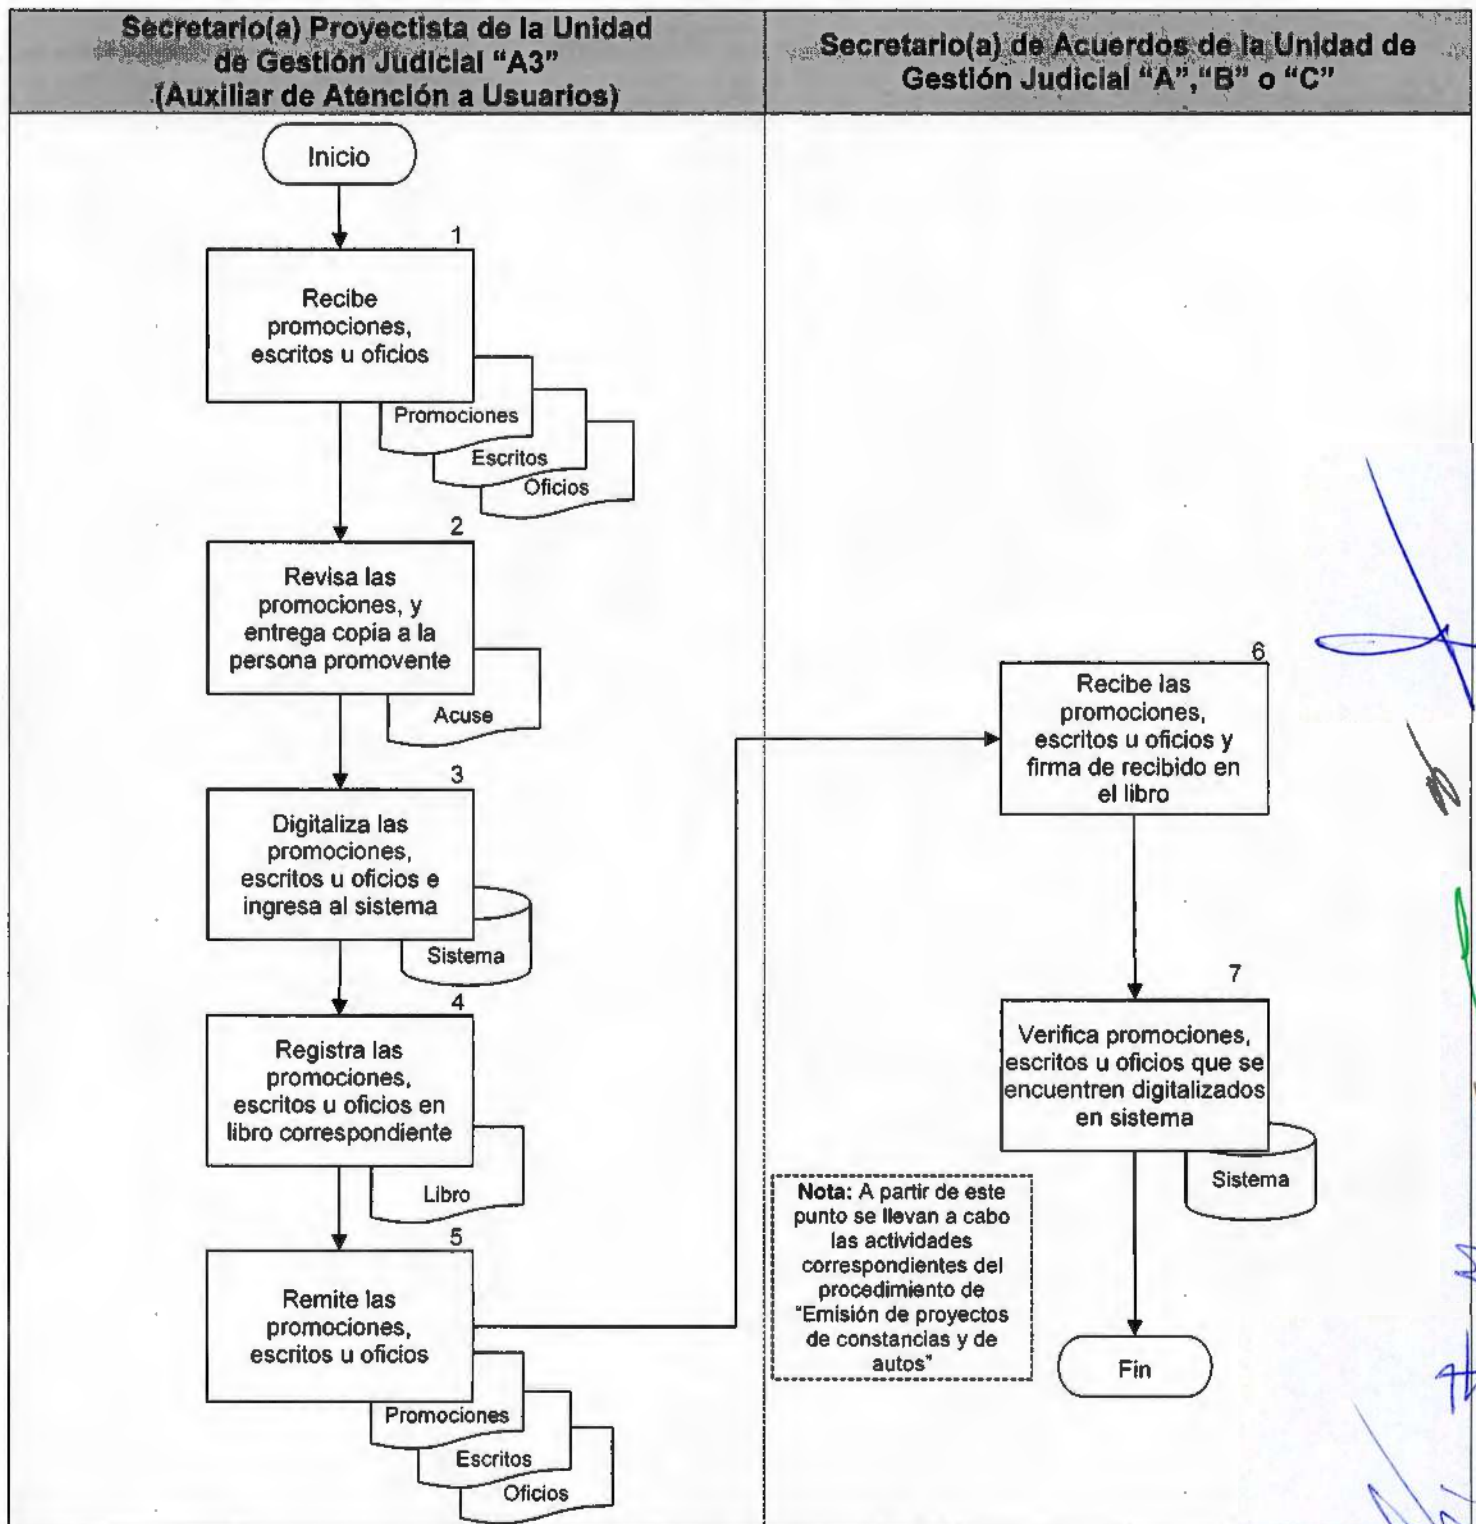 Secretario(a) Proyectista de la Unidad
de Gestión Judicial “A3”
(Auxiliar de Atención a Usuarios)
Secretario(a) de Acuerdos de la Unidad de
Gestión Judicial “A”, “B” o “C”
Inicio
1
Recibe
promociones,
escritos u oficios
Promociones
Escritos
Oficios
2
Revisa las
promociones, y
entrega copia a la
persona promovente
Acuse
3
Digitaliza las
promociones,
escritos u oficios e
ingresa al sistema
Sistema
4
Registra las
promociones,
escritos u oficios en
libro correspondiente
Libro
5
Remite las
promociones,
escritos u oficios
Promociones
Escritos
Oficios
6
Recibe las
promociones,
escritos u oficios y
firma de recibido en
el libro
7
Verifica promociones,
escritos u oficios que se
encuentren digitalizados
en sistema
Sistema
Nota: A partir de este
punto se llevan a cabo
las actividades
correspondientes del
procedimiento de
“Emisión de proyectos
de constancias y de
autos”
Fin